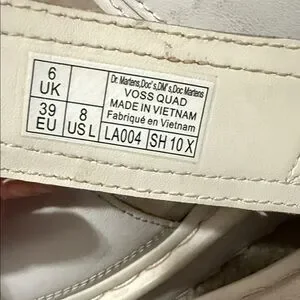 6 UK
39 EU
8 US L
Dr. Martens,Doc's,DM's,Doc Martens
VOSS QUAD
MADE IN VIETNAM
Fabriqué en Vietnam
LA004
SH 10 X